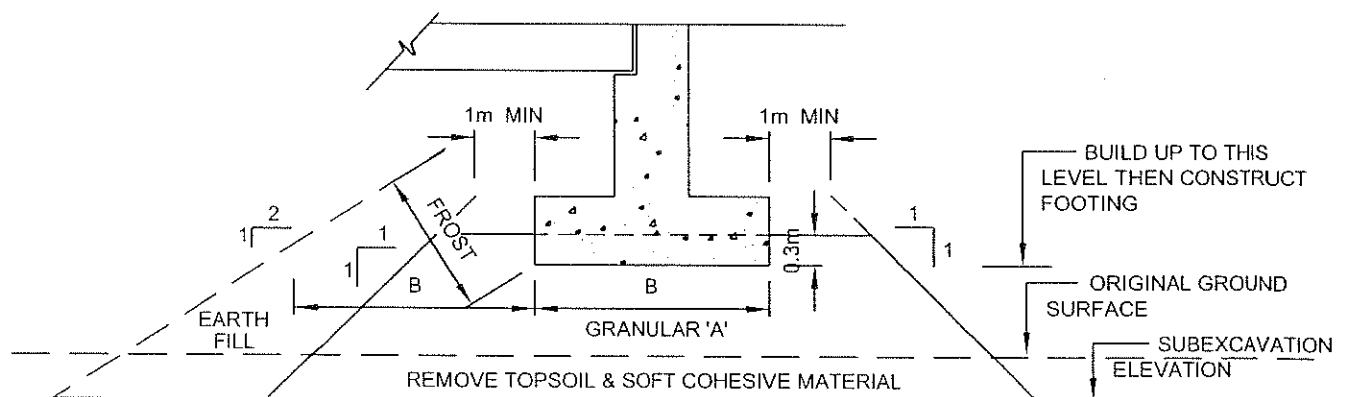 1m MIN
1m MIN
BUILD UP TO THIS
LEVEL THEN CONSTRUCT
FOOTING
2
1
FROST
1
1
1
1
0.3m
B
B
ORIGINAL GROUND
SURFACE
EARTH
FILL
GRANULAR 'A'
SUBEXCAVATION
ELEVATION
REMOVE TOPSOIL & SOFT COHESIVE MATERIAL